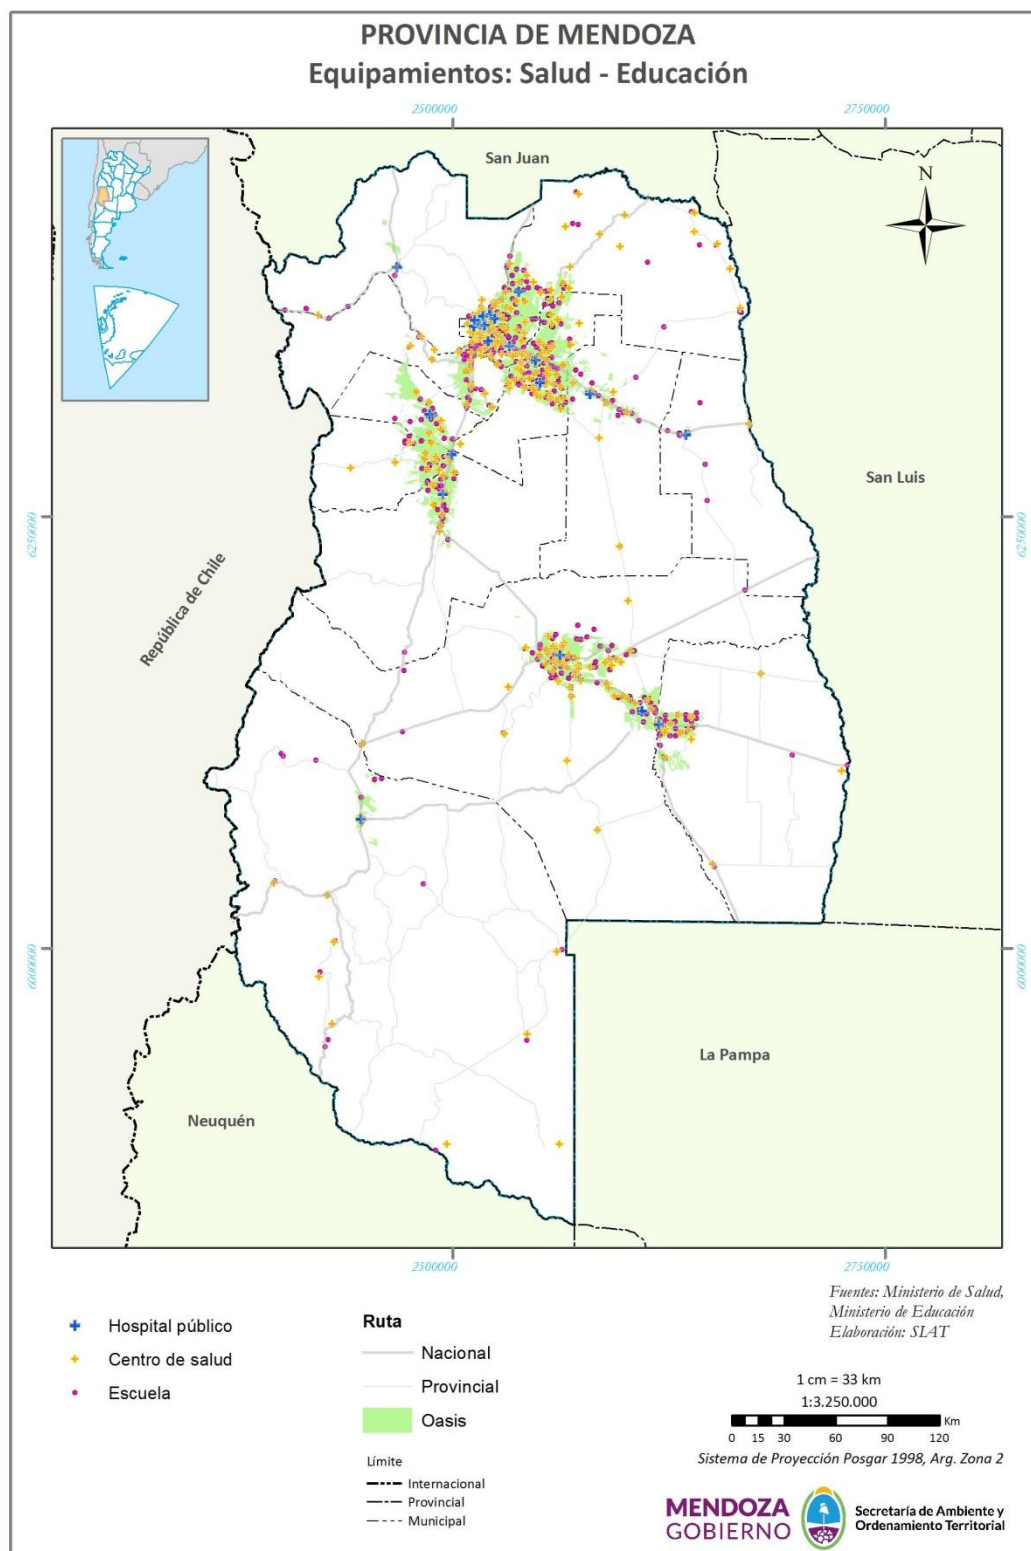 PROVINCIA DE MENDOZA
Equipamientos: Salud - Educación
2500000
2750000
San Juan
N
San Luis
6250000
6250000
República de Chile
6000000
6000000
La Pampa
Neuquén
2500000
2750000
Fuentes: Ministerio de Salud,
Ministerio de Educación
Elaboración: SIAT
Hospital público
Centro de salud
Escuela
Ruta
Nacional
Provincial
Oasis
Límite
Internacional
Provincial
Municipal
1 cm = 33 km
1:3.250.000
Km
0 15 30 60 90 120
Sistema de Proyección Posgar 1998, Arg. Zona 2
MENDOZA
GOBIERNO
Secretaría de Ambiente y
Ordenamiento Territorial